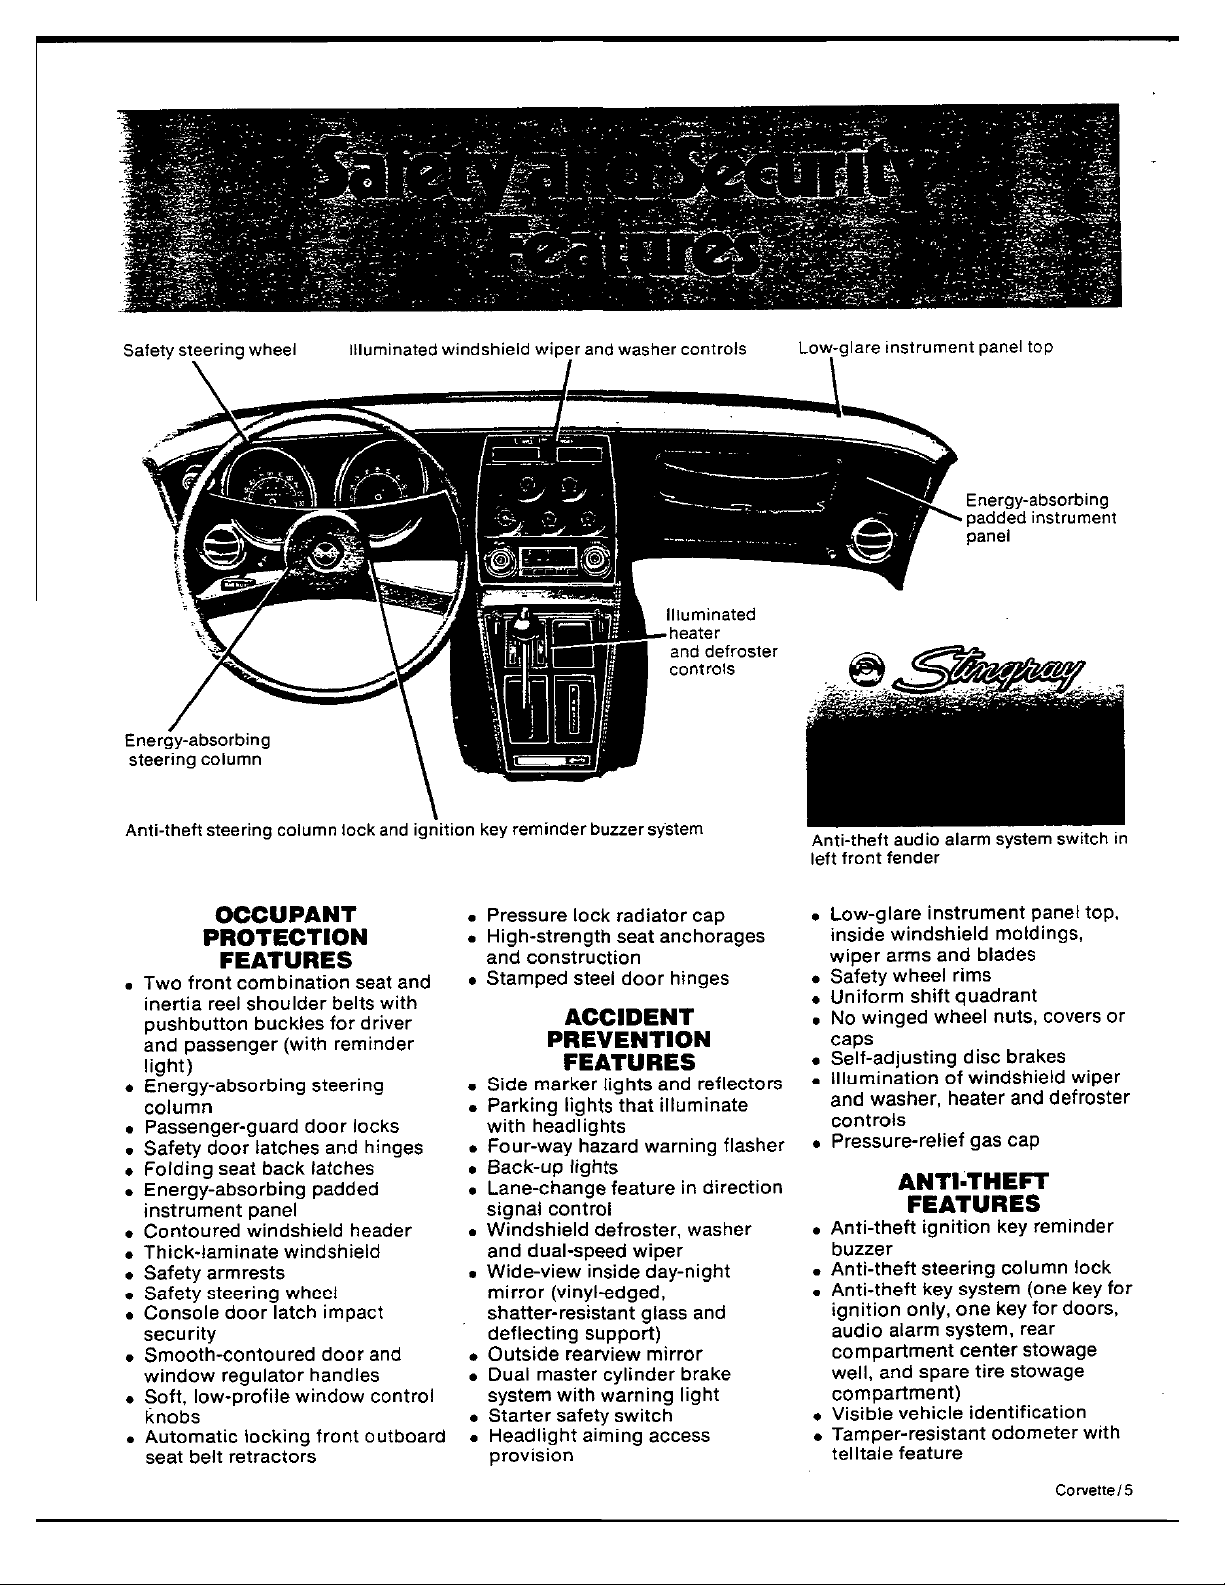 Safety and Security
Features
Safety steering wheel
Illuminated windshield wiper and washer controls
Low-glare instrument panel top
Energy-absorbing
padded instrument
panel
Illuminated
heater
and defroster
controls
Stingray
Energy-absorbing
steering column
Anti-theft steering column lock and ignition key reminder buzzer system
Anti-theft audio alarm system switch in
left front fender
OCCUPANT
PROTECTION
FEATURES
• Two front combination seat and
inertia reel shoulder belts with
pushbutton buckles for driver
and passenger (with reminder
light)
• Energy-absorbing steering
column
• Passenger-guard door locks
• Safety door latches and hinges
• Folding seat back latches
• Energy-absorbing padded
instrument panel
• Contoured windshield header
• Thick-laminate windshield
• Safety armrests
• Safety steering wheel
• Console door latch impact
security
• Smooth-contoured door and
window regulator handles
• Soft, low-profile window control
knobs
• Automatic locking front outboard
seat belt retractors
• Pressure lock radiator cap
• High-strength seat anchorages
and construction
• Stamped steel door hinges
ACCIDENT
PREVENTION
FEATURES
• Side marker lights and reflectors
• Parking lights that illuminate
with headlights
• Four-way hazard warning flasher
• Back-up lights
• Lane-change feature in direction
signal control
• Windshield defroster, washer
and dual-speed wiper
• Wide-view inside day-night
mirror (vinyl-edged,
shatter-resistant glass and
deflecting support)
• Outside rearview mirror
• Dual master cylinder brake
system with warning light
• Starter safety switch
• Headlight aiming access
provision
• Low-glare instrument panel top,
inside windshield moldings,
wiper arms and blades
• Safety wheel rims
• Uniform shift quadrant
• No winged wheel nuts, covers or
caps
• Self-adjusting disc brakes
• Illumination of windshield wiper
and washer, heater and defroster
controls
• Pressure-relief gas cap
ANTI-THEFT
FEATURES
• Anti-theft ignition key reminder
buzzer
• Anti-theft steering column lock
• Anti-theft key system (one key for
ignition only, one key for doors,
audio alarm system, rear
compartment center stowage
well, and spare tire stowage
compartment)
• Visible vehicle identification
• Tamper-resistant odometer with
telltale feature
Corvette/5